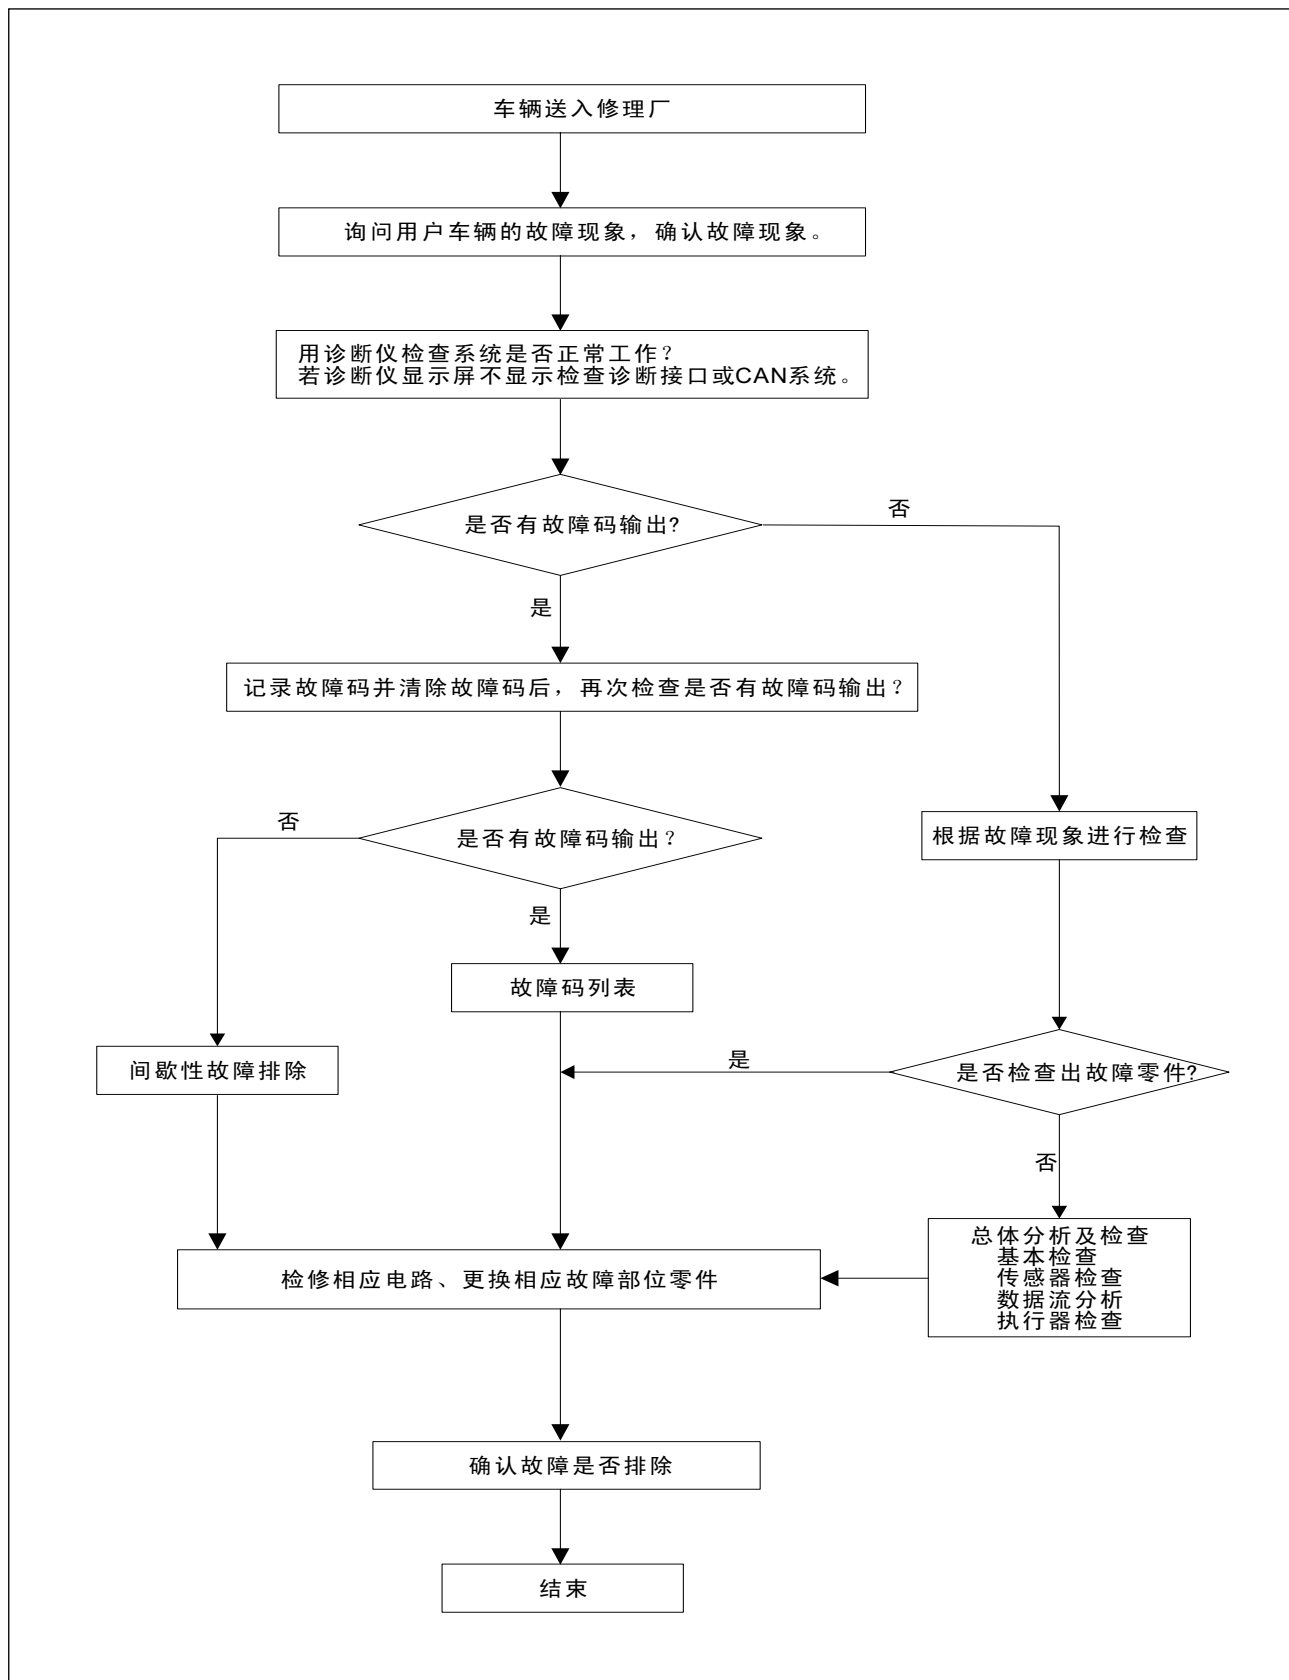 车辆送入修理厂
询问用户车辆的故障现象，确认故障现象。
用诊断仪检查系统是否正常工作？
若诊断仪显示屏不显示检查诊断接口或CAN系统。
是否有故障码输出?
否
是
记录故障码并清除故障码后，再次检查是否有故障码输出？
否
是否有故障码输出？
根据故障现象进行检查
是
故障码列表
间歇性故障排除
是
是否检查出故障零件?
否
总体分析及检查
基本检查
传感器检查
数据流分析
执行器检查
检修相应电路、更换相应故障部位零件
确认故障是否排除
结束